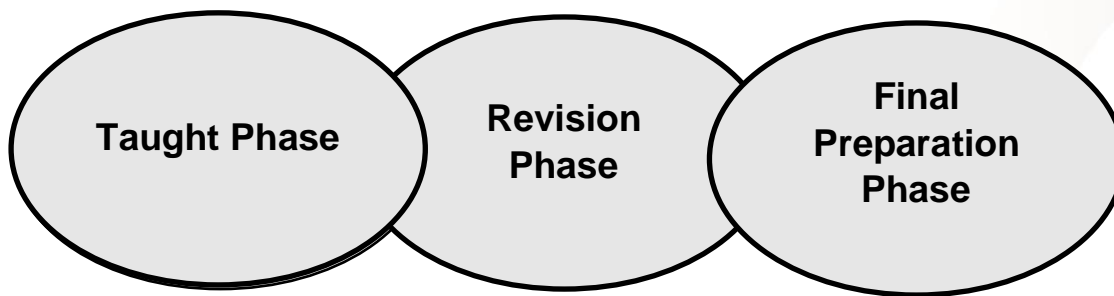 Taught Phase
Revision
Phase
Final
Preparation
Phase